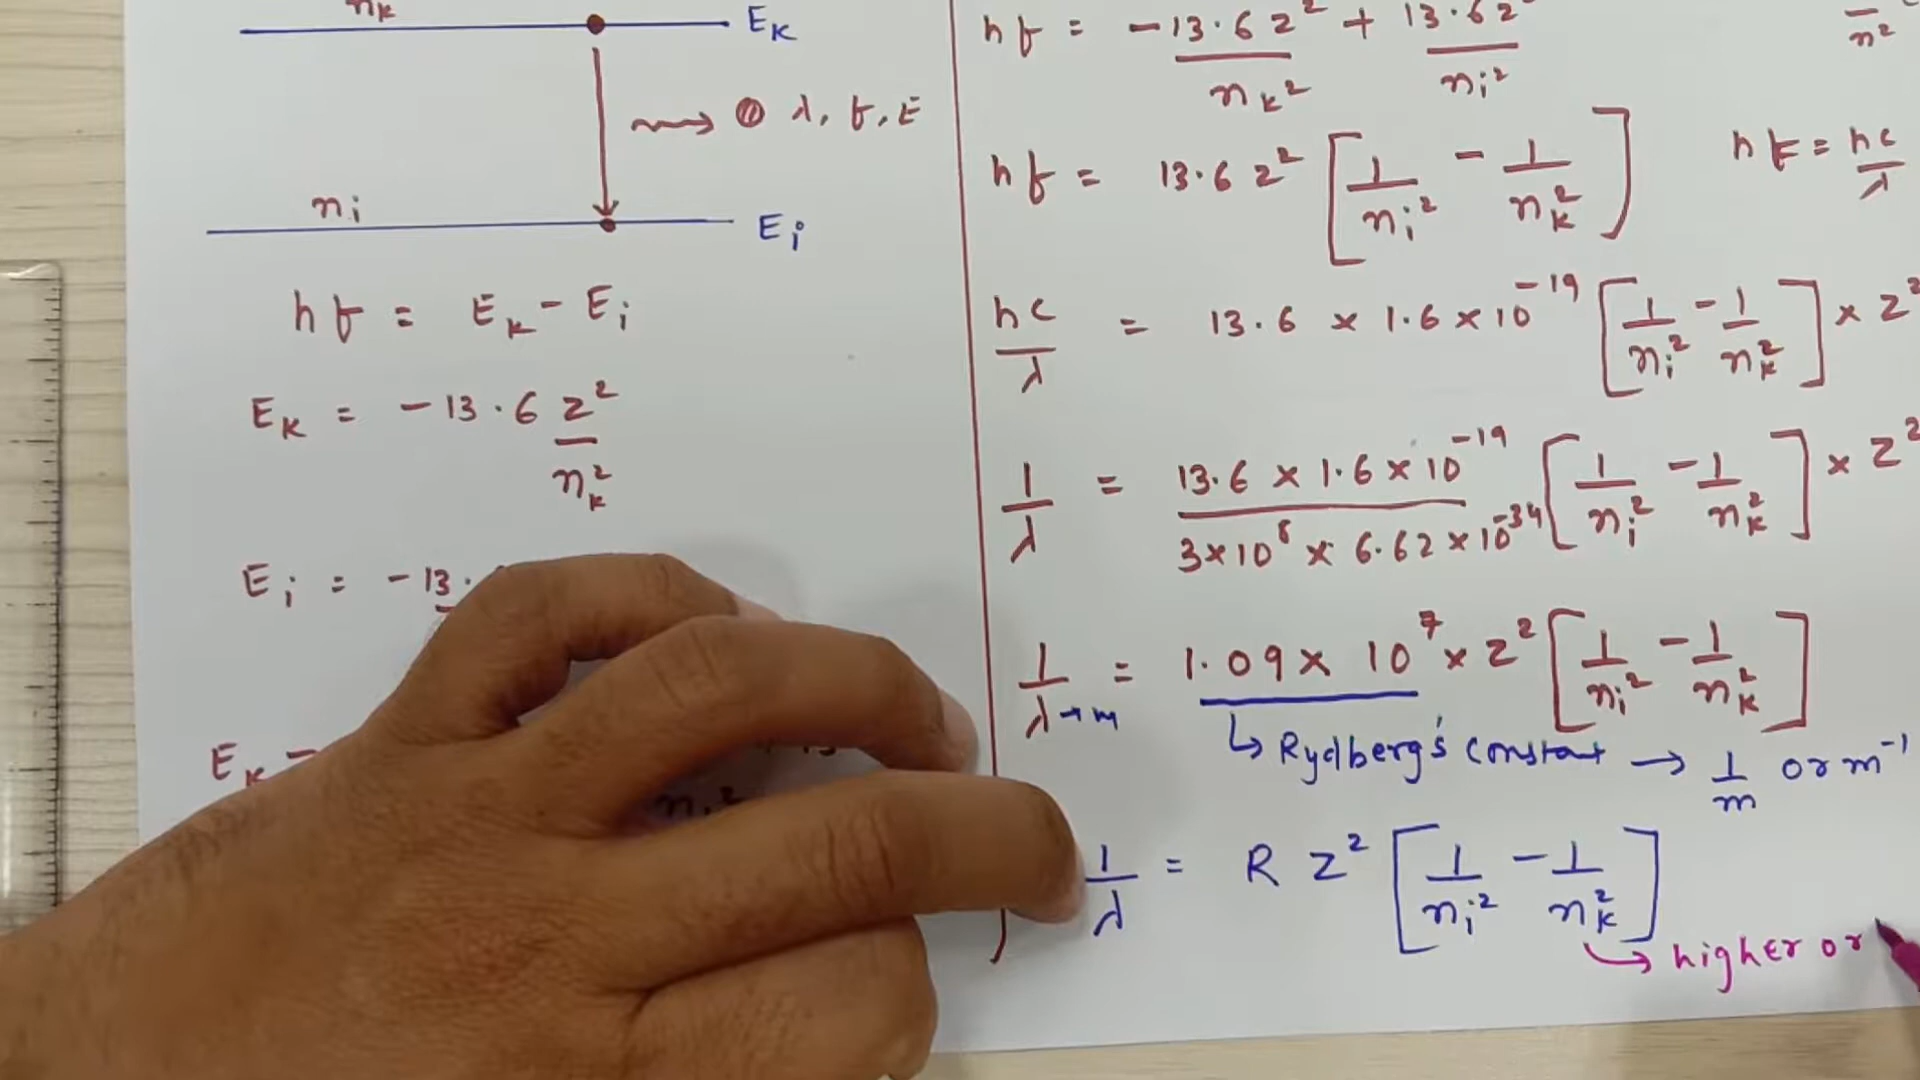 nk
Ek
λ, f, E
ni
Ei
hf = Ek - Ei
Ek = -13.6 z²/nk²
Ei = -13.
Ek -
hf = -13.6 z²/nk² + 13.6 z²/ni²
n²
hf = 13.6 z² [1/ni² - 1/nk²]
hf = hc/λ
hc/λ = 13.6 × 1.6 × 10⁻¹⁹ [1/ni² - 1/nk²] × z²
1/λ = 13.6 × 1.6 × 10⁻¹⁹ / 3×10⁸ × 6.62 × 10⁻³⁴ [1/ni² - 1/nk²] × z²
1/λ→m = 1.09 × 10⁷ × z² [1/ni² - 1/nk²]
↳ Rydberg's constant → 1/m or m⁻¹
1/λ = R z² [1/ni² - 1/nk²]
↳ higher or